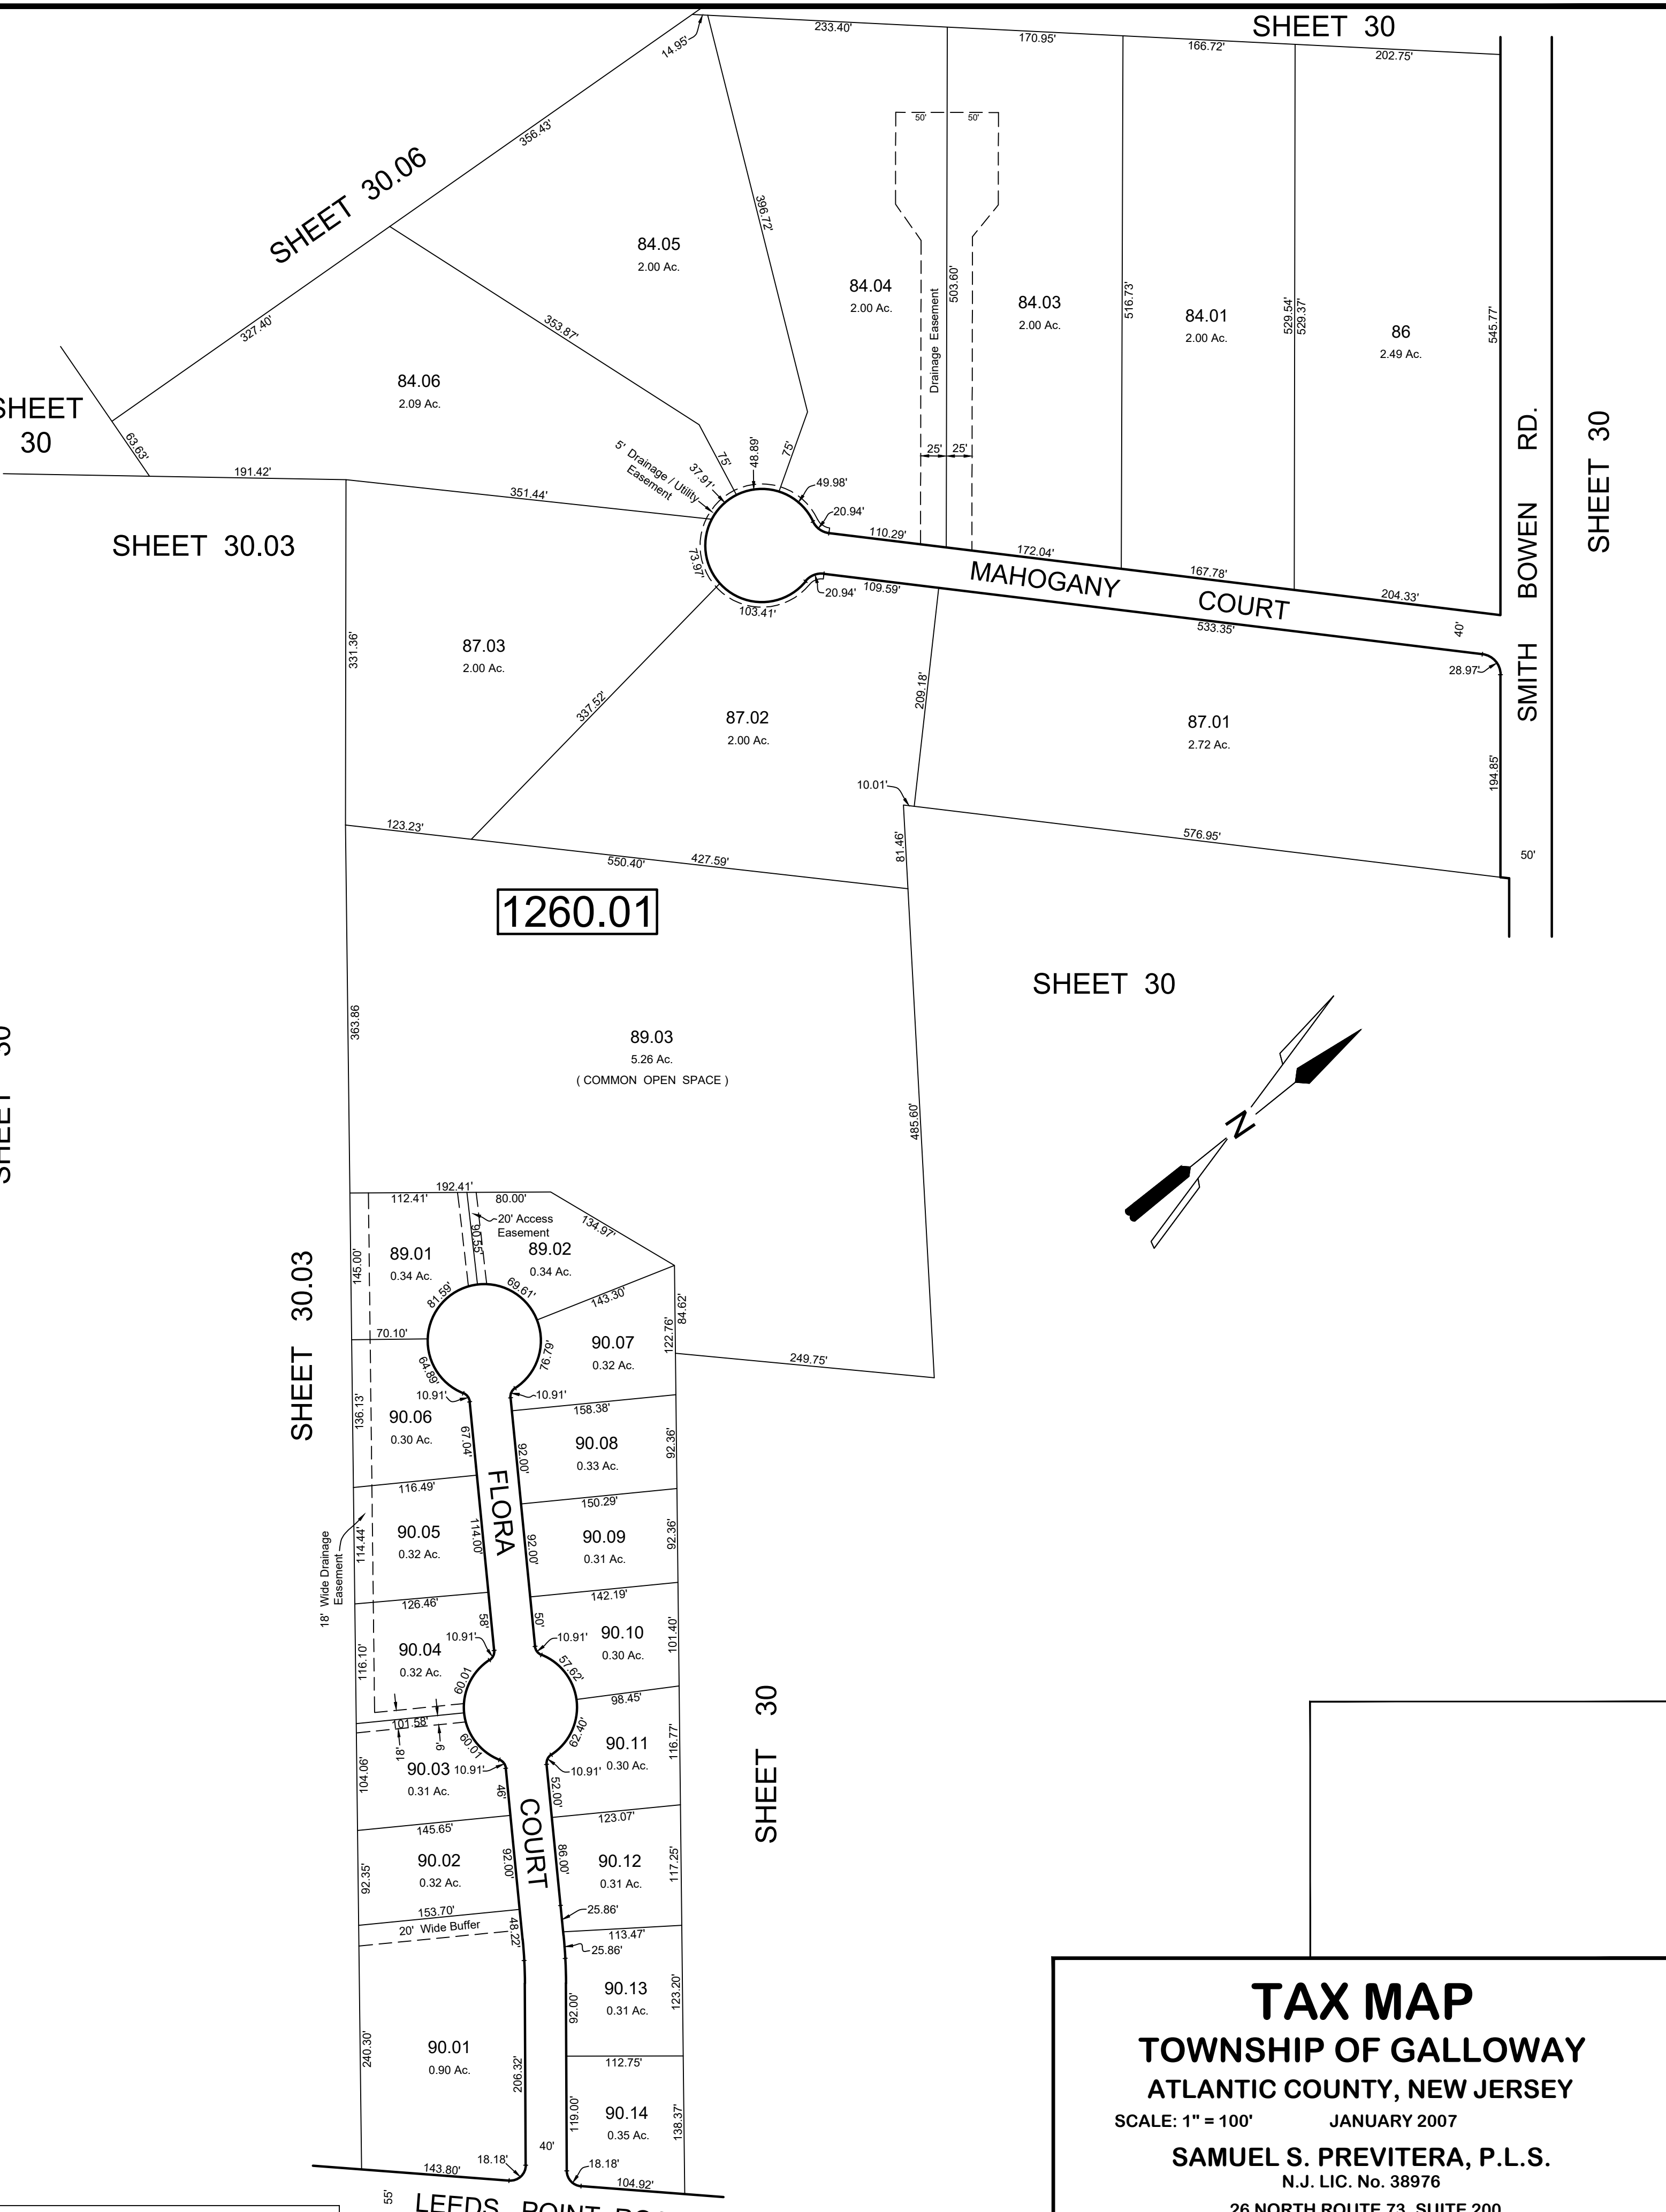 SHEET 30
14.95'
233.40'
170.95'
166.72'
202.75'
356.43'
SHEET 30.06
50'
50'
396.72'
84.05
2.00 Ac.
84.04
2.00 Ac.
Drainage Easement
503.60'
84.03
2.00 Ac.
516.73'
84.01
2.00 Ac.
529.54'
529.37'
86
2.49 Ac.
545.77'
327.40'
353.87'
84.06
2.09 Ac.
SHEET
30
63.63'
191.42'
351.44'
5' Drainage / Utility
Easement
37.91'
75'
48.89'
75'
49.98'
20.94'
25'
25'
110.29'
172.04'
167.78'
204.33'
SMITH BOWEN RD.
SHEET 30
SHEET 30.03
73.97'
103.41'
20.94'
109.59'
MAHOGANY COURT
533.35'
40'
28.97'
331.36'
87.03
2.00 Ac.
337.52'
87.02
2.00 Ac.
209.18'
87.01
2.72 Ac.
194.85'
10.01'
576.95'
50'
123.23'
550.40'
427.59'
81.46'
1260.01
SHEET 30
363.86
89.03
5.26 Ac.
( COMMON OPEN SPACE )
485.60'
N
SHEET 30
192.41'
112.41'
80.00'
20' Access
Easement
90.55'
134.97'
145.00'
89.01
0.34 Ac.
89.02
0.34 Ac.
81.59'
69.61'
143.30'
84.62'
122.76'
SHEET 30.03
70.10'
64.89'
76.79'
90.07
0.32 Ac.
249.75'
10.91'
10.91'
136.13'
90.06
0.30 Ac.
67.04'
158.38'
90.08
0.33 Ac.
92.00'
92.36'
116.49'
FLORA
150.29'
18' Wide Drainage
Easement
114.44'
90.05
0.32 Ac.
114.00'
92.00'
90.09
0.31 Ac.
92.36'
126.46'
142.19'
58'
50'
116.10'
90.04
0.32 Ac.
10.91'
10.91'
90.10
0.30 Ac.
101.40'
60.01
57.62'
98.45'
101.58'
18'
9'
60.01
62.40'
90.11
0.30 Ac.
116.77'
SHEET 30
104.06'
90.03
0.31 Ac.
10.91'
10.91'
46'
52.00'
145.65'
123.07'
COURT
92.35'
90.02
0.32 Ac.
92.00'
86.00'
90.12
0.31 Ac.
117.25'
153.70'
20' Wide Buffer
48.22'
25.86'
113.47'
25.86'
240.30'
90.01
0.90 Ac.
206.32'
92.00'
90.13
0.31 Ac.
123.20'
112.75'
119.00'
90.14
0.35 Ac.
138.37'
40'
143.80'
18.18'
18.18'
104.92'
55'
LEEDS POINT
TAX MAP
TOWNSHIP OF GALLOWAY
ATLANTIC COUNTY, NEW JERSEY
SCALE: 1" = 100' JANUARY 2007
SAMUEL S. PREVITERA, P.L.S.
N.J. LIC. No. 38976
26 NORTH ROUTE 73, SUITE 200